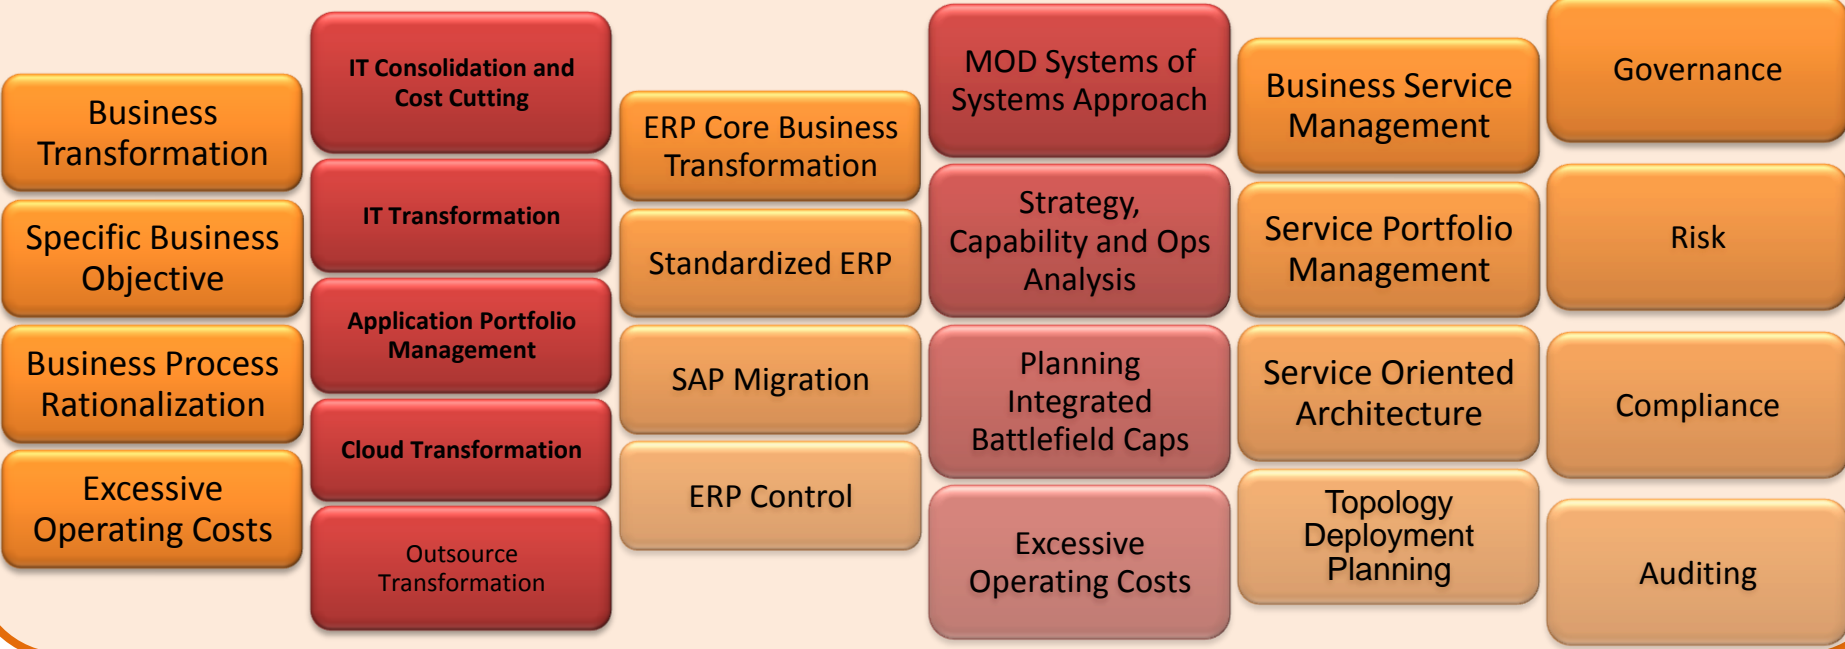 Business
Transformation
Specific Business
Objective
Business Process
Rationalization
Excessive
Operating Costs
IT Consolidation and
Cost Cutting
IT Transformation
Application Portfolio
Management
Cloud Transformation
Outsource
Transformation
ERP Core Business
Transformation
Standardized ERP
SAP Migration
ERP Control
MOD Systems of
Systems Approach
Strategy,
Capability and Ops
Analysis
Planning
Integrated
Battlefield Caps
Excessive
Operating Costs
Business Service
Management
Service Portfolio
Management
Service Oriented
Architecture
Topology
Deployment
Planning
Governance
Risk
Compliance
Auditing